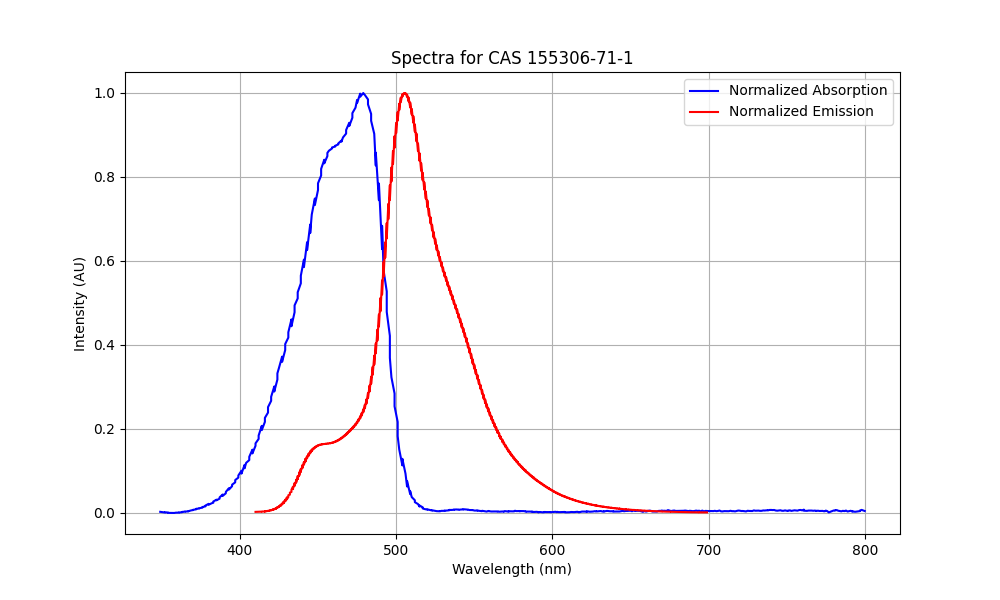 Spectra for CAS 155306-71-1
Normalized Absorption
Normalized Emission
Intensity (AU)
1.0
0.8
0.6
0.4
0.2
0.0
400 500 600 700 800
Wavelength (nm)